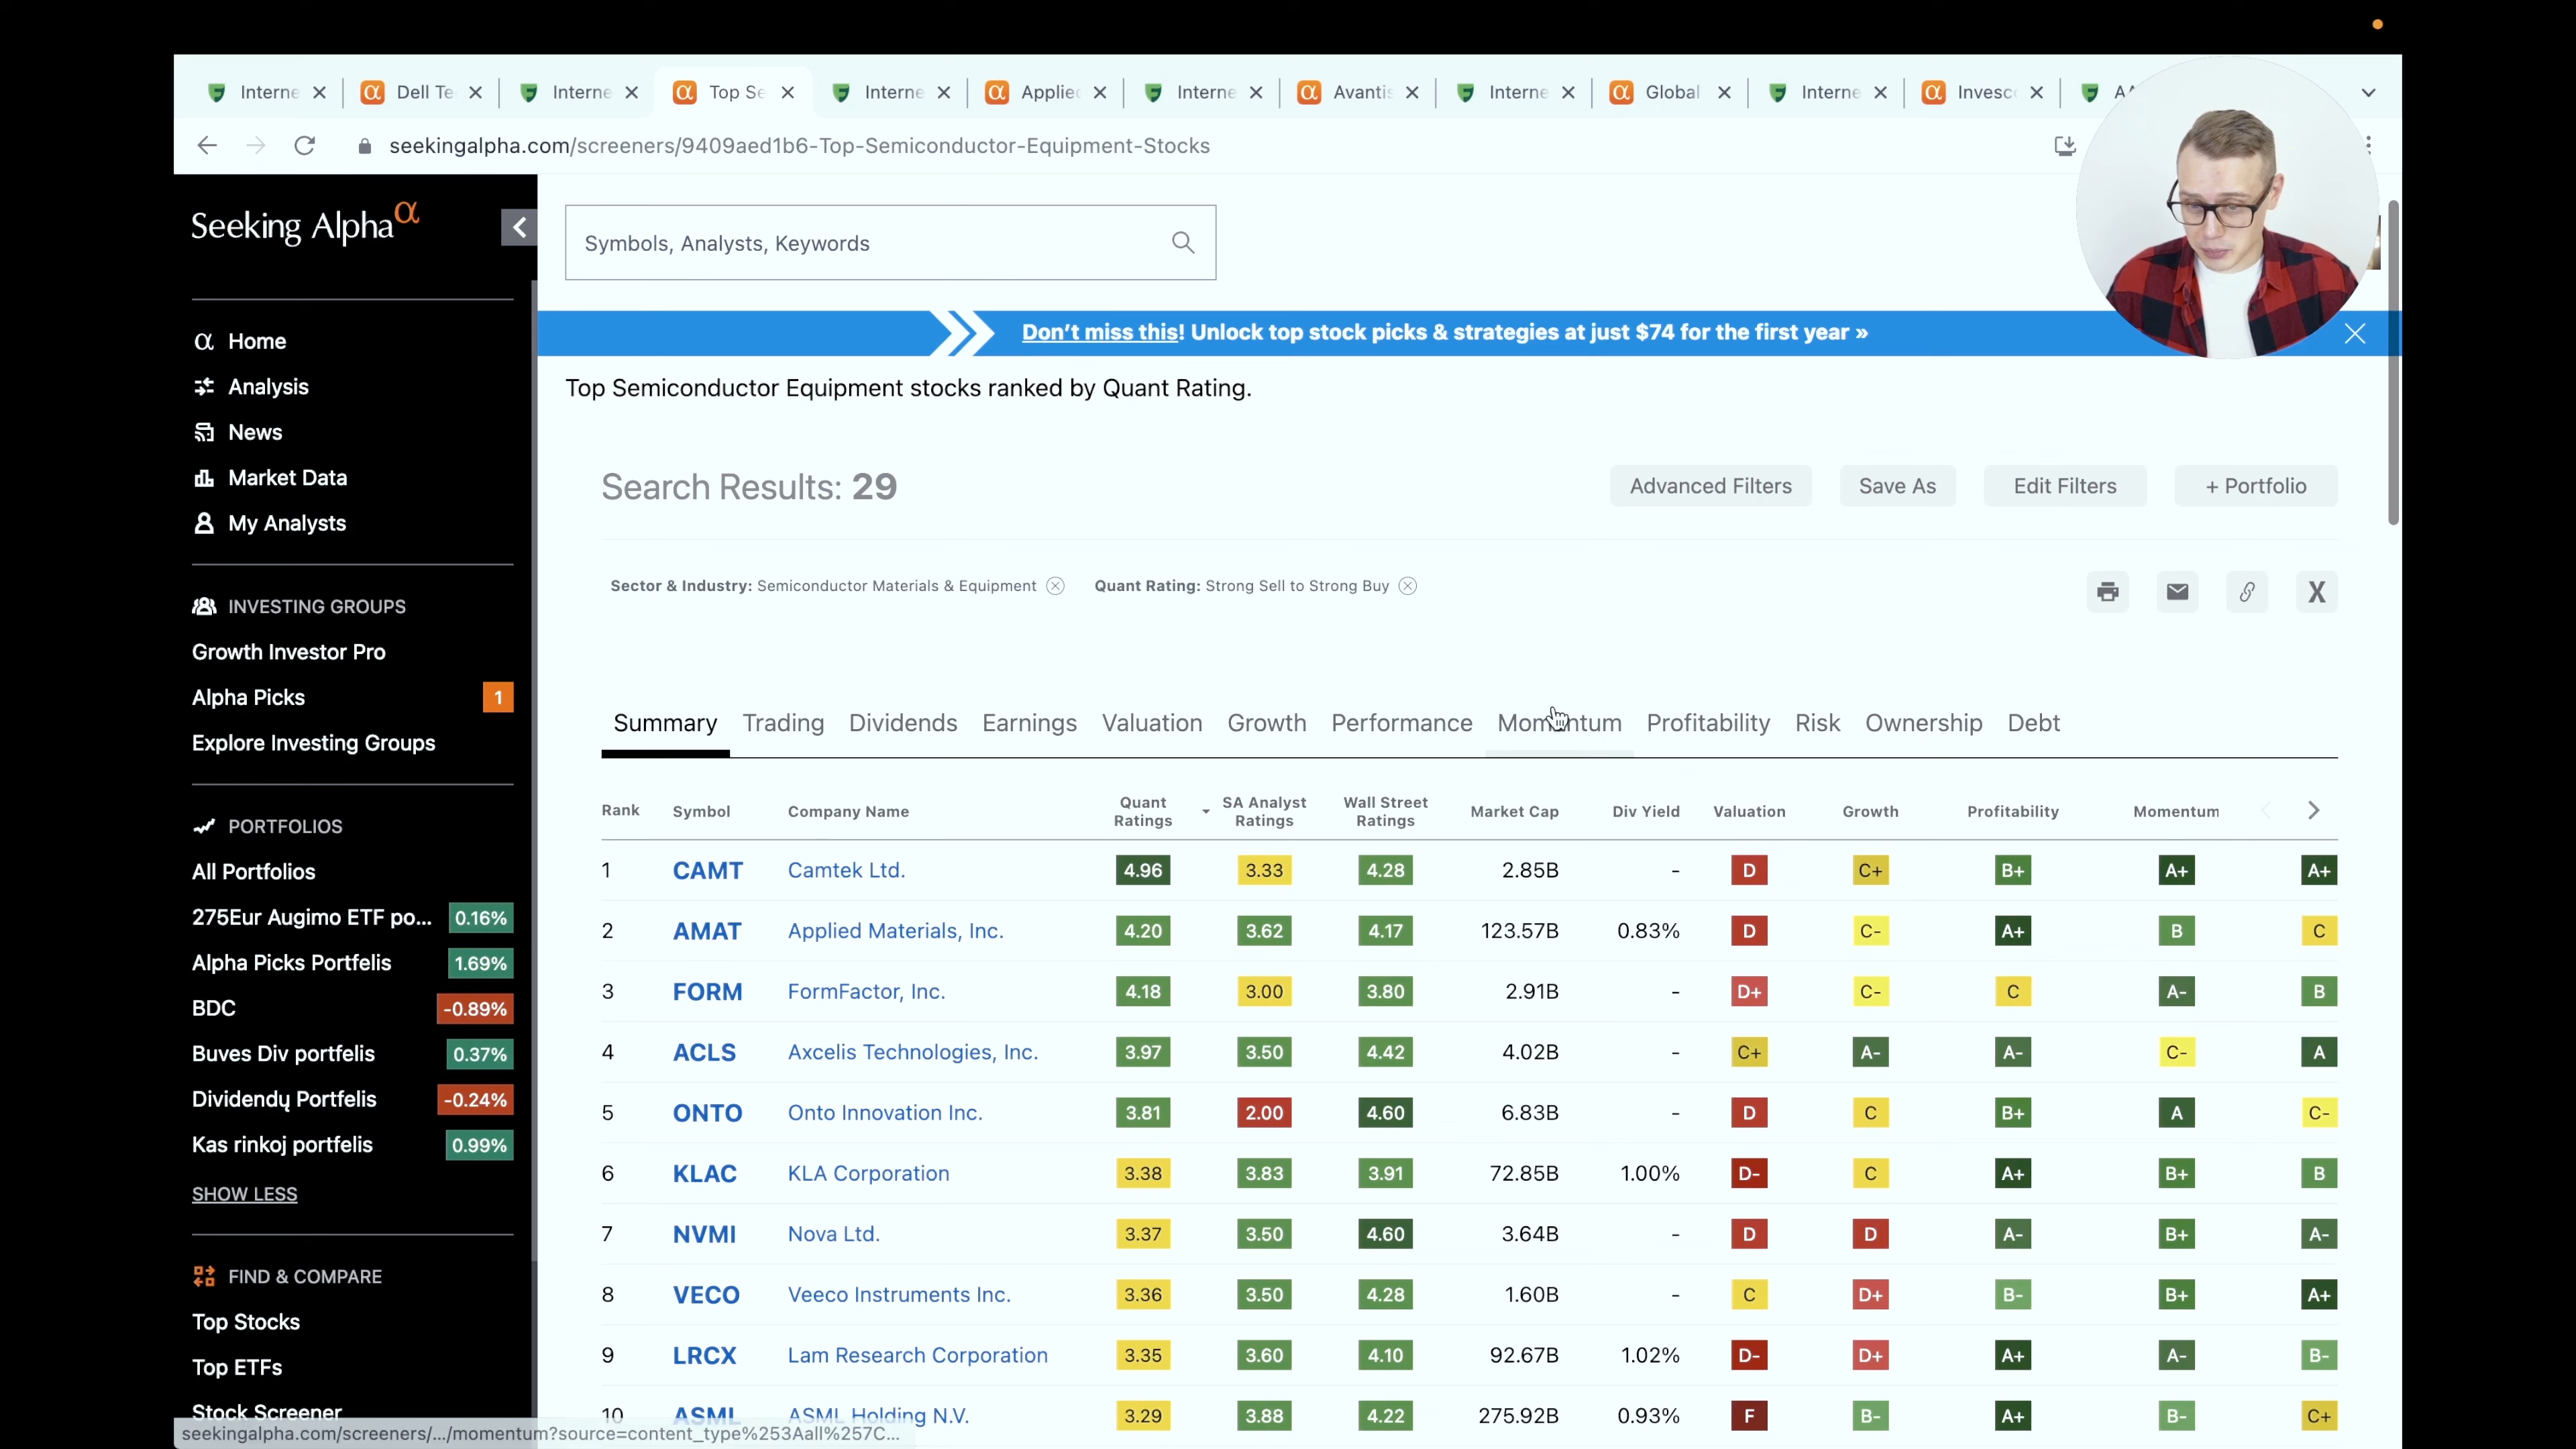 Interne
Dell Te
Interne
Top Se
Interne
Applied
Interne
Avantis
Interne
Global
Interne
Invesc
seekingalpha.com/screeners/9409aed1b6-Top-Semiconductor-Equipment-Stocks
Seeking Alpha α
Symbols, Analysts, Keywords
Don't miss this! Unlock top stock picks & strategies at just $74 for the first year »
Home
Analysis
News
Market Data
My Analysts
INVESTING GROUPS
Growth Investor Pro
Alpha Picks 1
Explore Investing Groups
PORTFOLIOS
All Portfolios
275Eur Augimo ETF po... 0.16%
Alpha Picks Portfelis 1.69%
BDC -0.89%
Buves Div portfelis 0.37%
Dividendų Portfelis -0.24%
Kas rinkoj portfelis 0.99%
SHOW LESS
FIND & COMPARE
Top Stocks
Top ETFs
Stock Screener
Top Semiconductor Equipment stocks ranked by Quant Rating.
Search Results: 29
Advanced Filters Save As Edit Filters + Portfolio
Sector & Industry: Semiconductor Materials & Equipment Quant Rating: Strong Sell to Strong Buy
X
Summary Trading Dividends Earnings Valuation Growth Performance Momentum Profitability Risk Ownership Debt
Rank Symbol Company Name Quant Ratings SA Analyst Ratings Wall Street Ratings Market Cap Div Yield Valuation Growth Profitability Momentum
1 CAMT Camtek Ltd. 4.96 3.33 4.28 2.85B - D C+ B+ A+ A+
2 AMAT Applied Materials, Inc. 4.20 3.62 4.17 123.57B 0.83% D C- A+ B C
3 FORM FormFactor, Inc. 4.18 3.00 3.80 2.91B - D+ C- C A- B
4 ACLS Axcelis Technologies, Inc. 3.97 3.50 4.42 4.02B - C+ A- A- C- A
5 ONTO Onto Innovation Inc. 3.81 2.00 4.60 6.83B - D C B+ A C-
6 KLAC KLA Corporation 3.38 3.83 3.91 72.85B 1.00% D- C A+ B+ B
7 NVMI Nova Ltd. 3.37 3.50 4.60 3.64B - D D A- B+ A-
8 VECO Veeco Instruments Inc. 3.36 3.50 4.28 1.60B - C D+ B- B+ A+
9 LRCX Lam Research Corporation 3.35 3.60 4.10 92.67B 1.02% D- D+ A+ A- B-
10 ASML ASML Holding N.V. 3.29 3.88 4.22 275.92B 0.93% F B- A+ B- C+
seekingalpha.com/screeners/.../momentum?source=content_type%253Aall%257C...